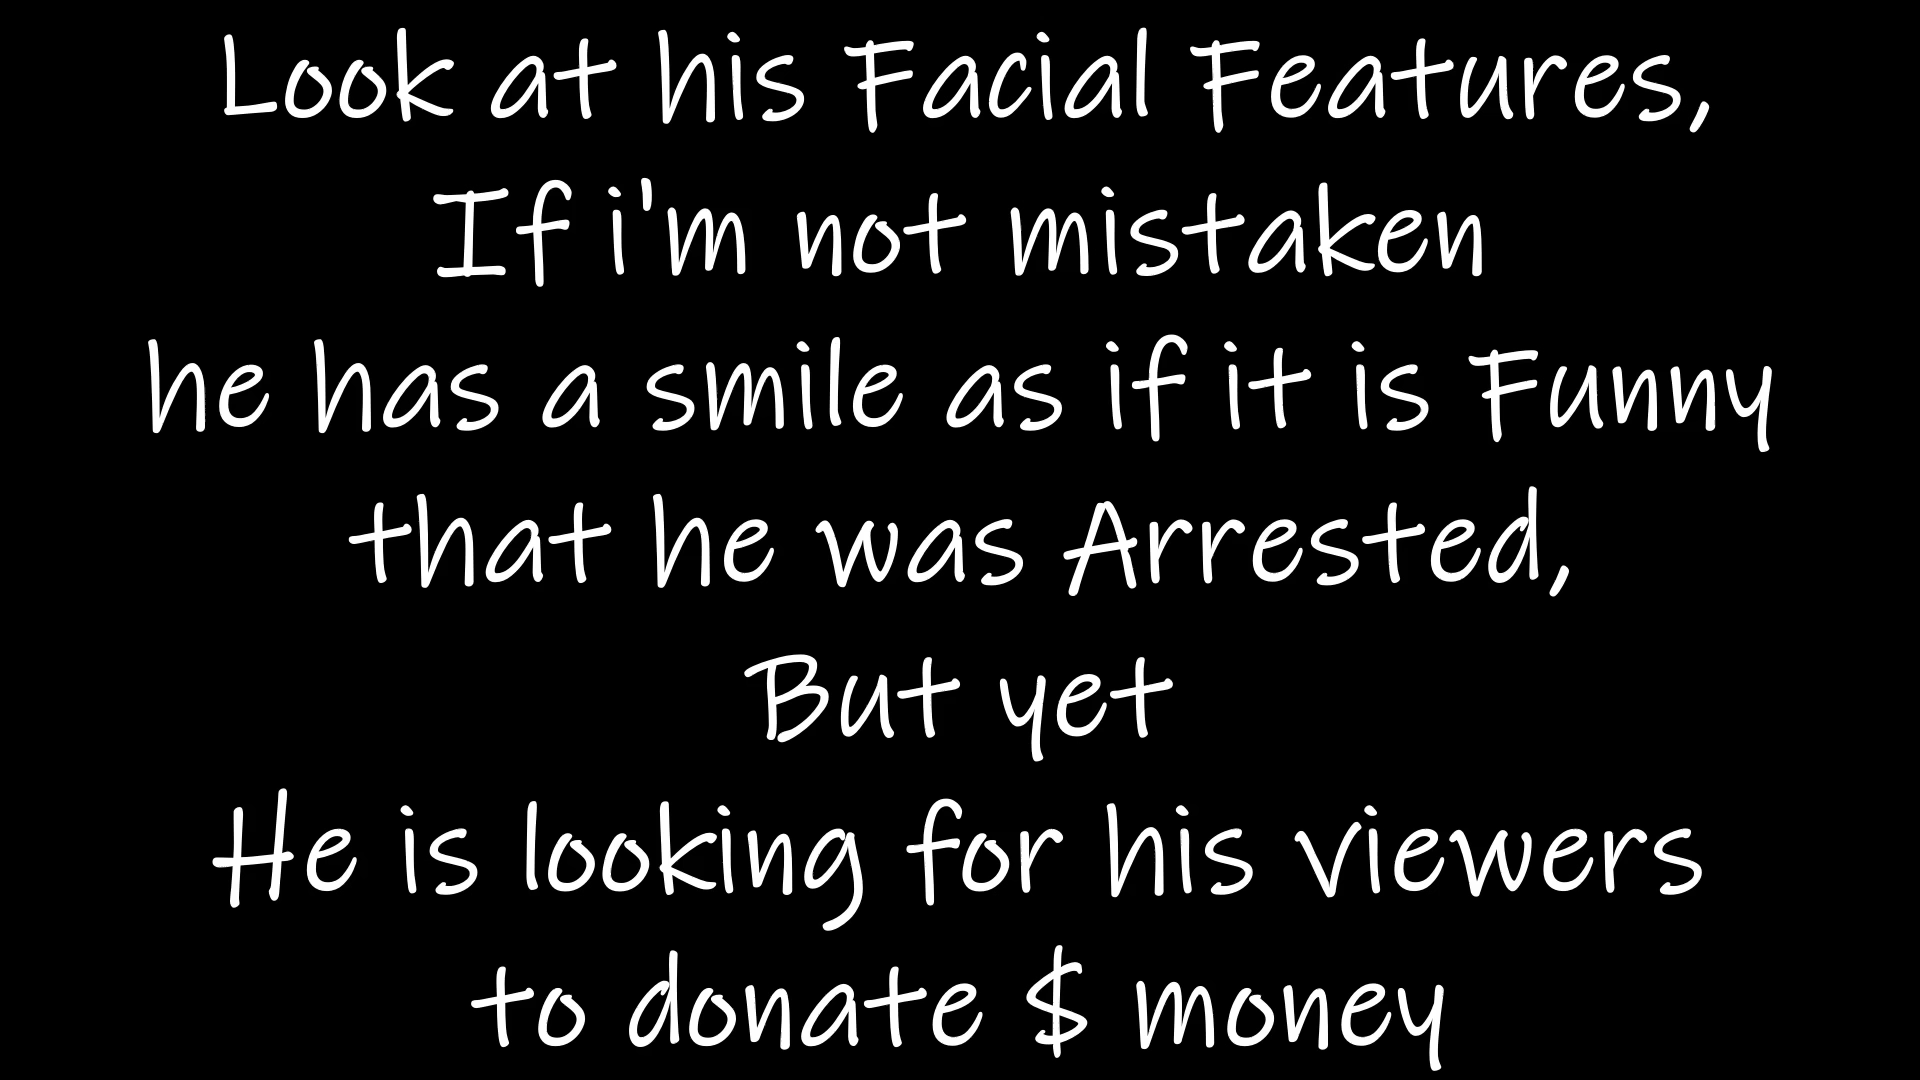 Look at his Facial Features,
If i'm not mistaken
he has a smile as if it is Funny
that he was Arrested,
But yet
He is looking for his viewers
to donate $ money